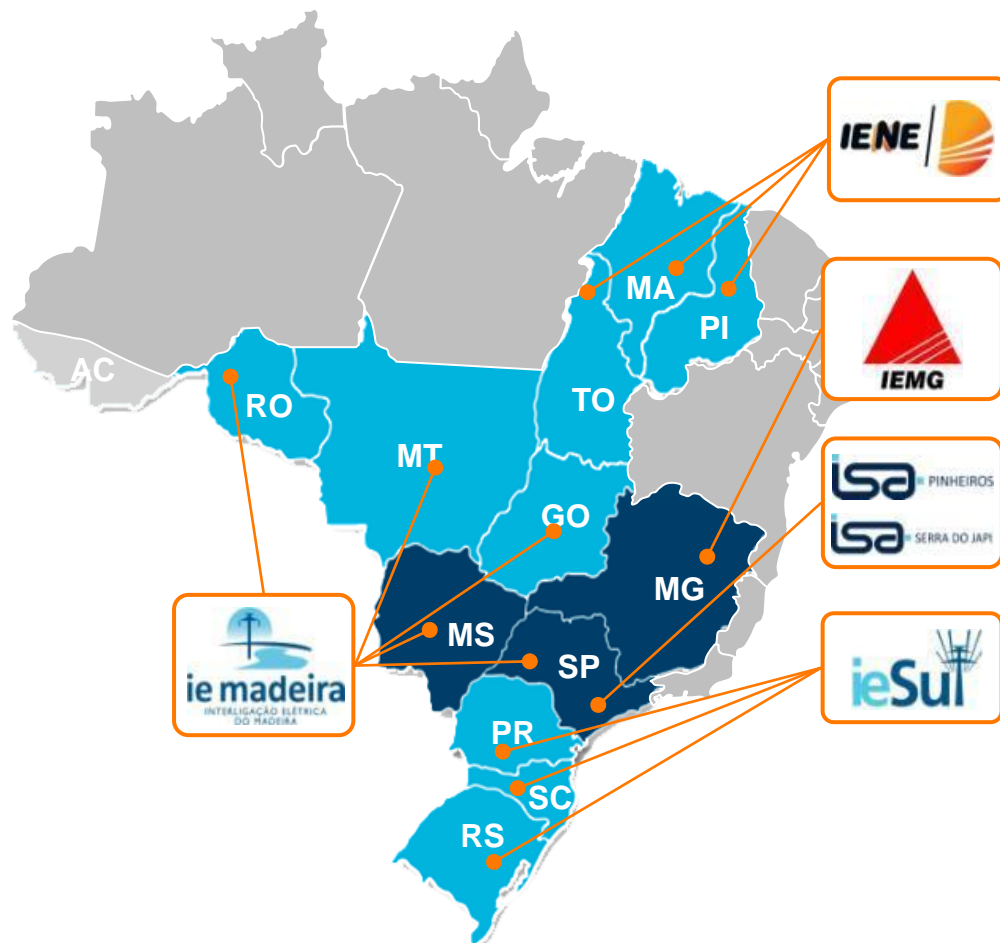 IENE
MA
PI
IEMG
AC
RO
TO
MT
isa PINHEIROS
isa SERRA DO JAPI
GO
MG
MS
SP
ie madeira
INTERLIGAÇÃO ELÉTRICA
DO MADEIRA
ieSul
PR
SC
RS